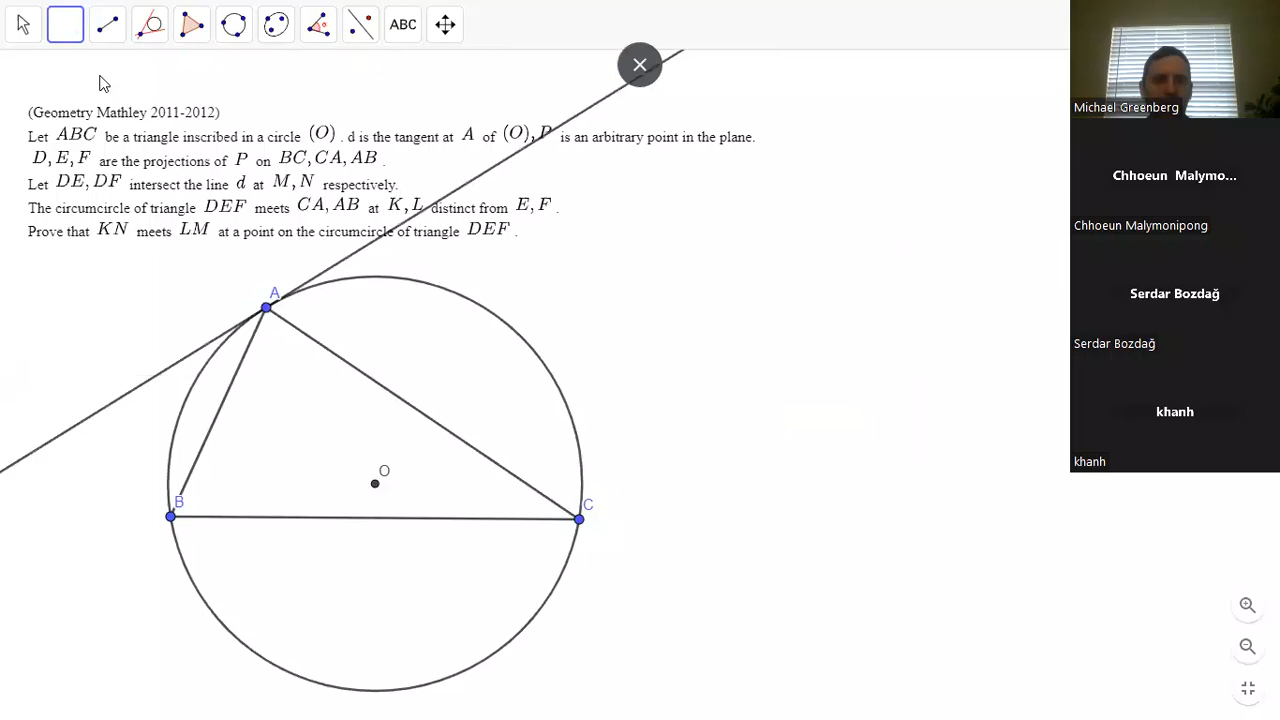 ABC
(Geometry Mathley 2011-2012)
Let ABC be a triangle inscribed in a circle (O) . d is the tangent at A of (O), P is an arbitrary point in the plane.
D, E, F are the projections of P on BC, CA, AB .
Let DE, DF intersect the line d at M, N respectively.
The circumcircle of triangle DEF meets CA, AB at K, L distinct from E, F .
Prove that KN meets LM at a point on the circumcircle of triangle DEF .
A
O
B
C
Michael Greenberg
Chhoeun Malymo...
Chhoeun Malymonipong
Serdar Bozdağ
Serdar Bozdağ
khanh
khanh